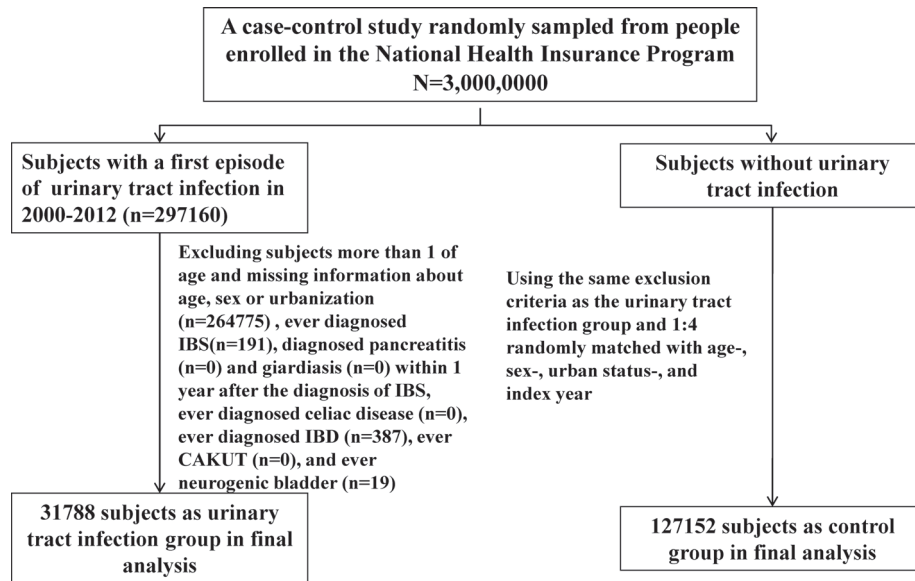 A case-control study randomly sampled from people
enrolled in the National Health Insurance Program
N=3,000,0000
Subjects with a first episode
of urinary tract infection in
2000-2012 (n=297160)
Subjects without urinary
tract infection
Excluding subjects more than 1 of
age and missing information about
age, sex or urbanization
(n=264775) , ever diagnosed
IBS(n=191), diagnosed pancreatitis
(n=0) and giardiasis (n=0) within 1
year after the diagnosis of IBS,
ever diagnosed celiac disease (n=0),
ever diagnosed IBD (n=387), ever
CAKUT (n=0), and ever
neurogenic bladder (n=19)
Using the same exclusion
criteria as the urinary tract
infection group and 1:4
randomly matched with age-,
sex-, urban status-, and
index year
31788 subjects as urinary
tract infection group in final
analysis
127152 subjects as control
group in final analysis